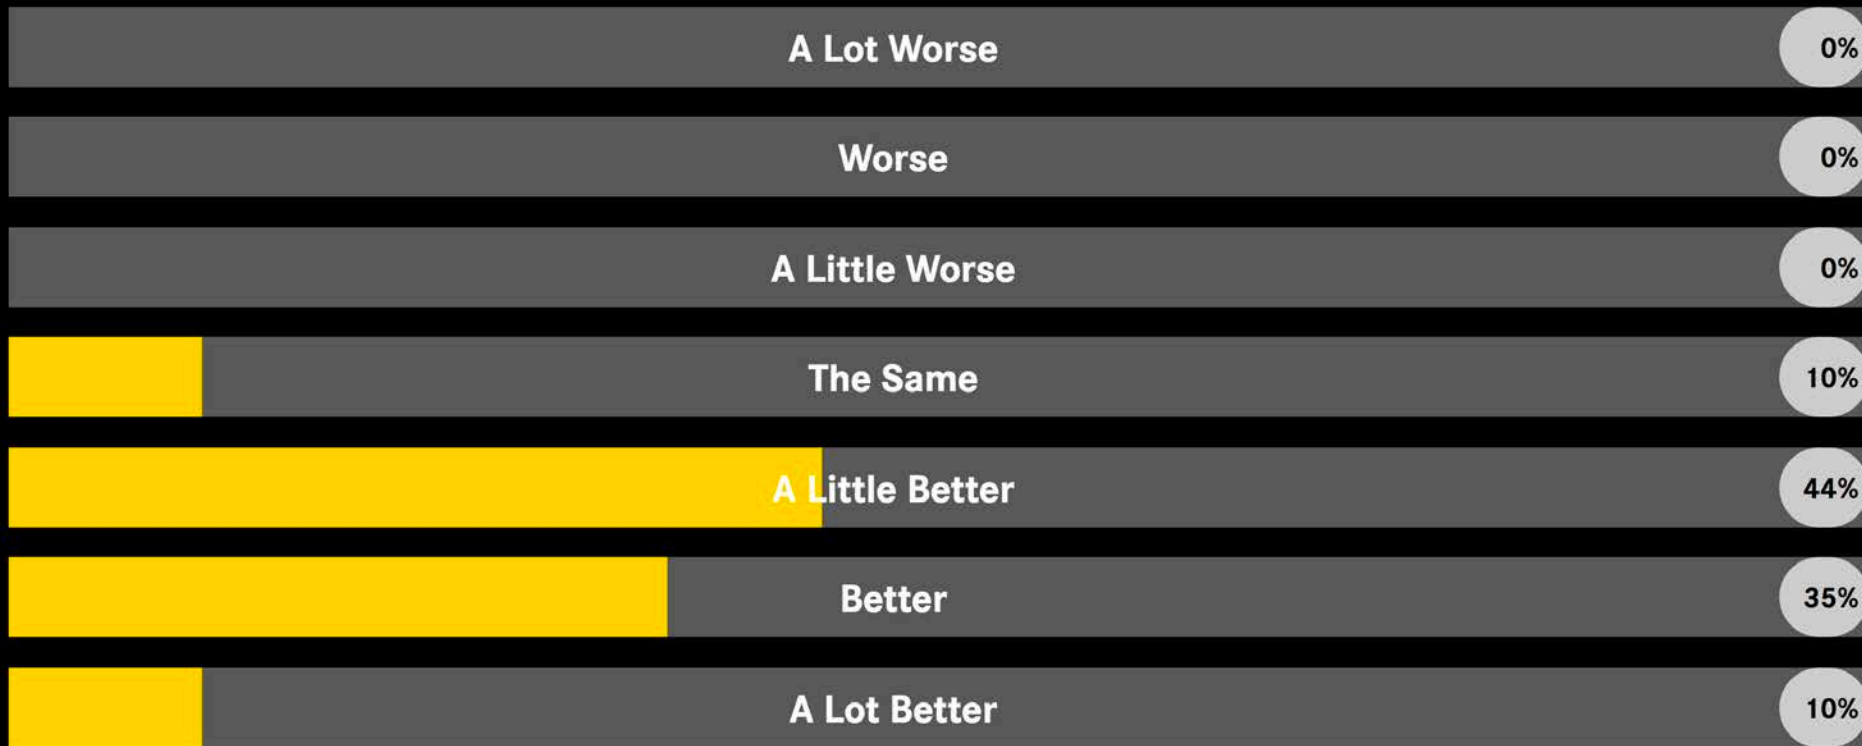 A Lot Worse 0%
Worse 0%
A Little Worse 0%
The Same 10%
A Little Better 44%
Better 35%
A Lot Better 10%